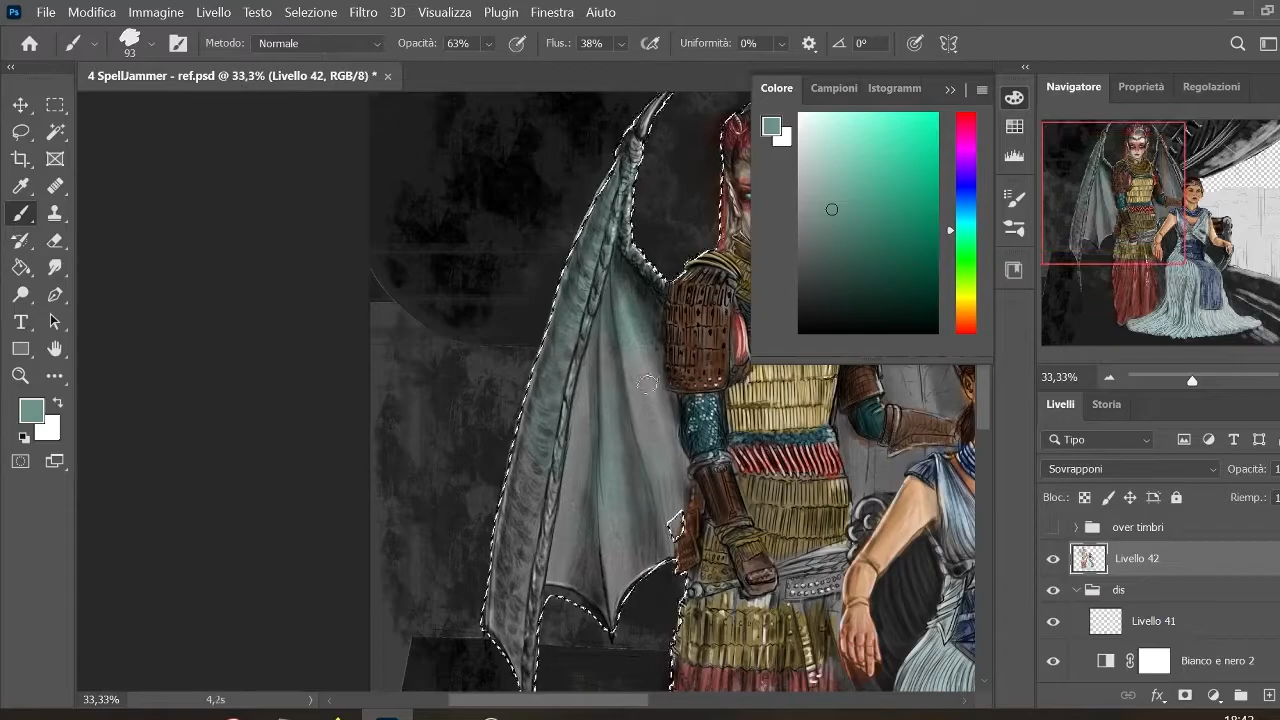 Ps File Modifica Immagine Livello Testo Selezione Filtro 3D Visualizza Plugin Finestra Aiuto
93 Metodo: Normale Opacità: 63% Flus.: 38% Uniformità: 0% 0°
4 SpellJammer - ref.psd @ 33,3% (Livello 42, RGB/8) *
Colore Campioni Istogramm
Navigatore Proprietà Regolazioni
33,33%
Livelli Storia
Tipo
Sovrapponi Opacità: 1
Bloc.: Riemp.: 1
over timbri
Livello 42
dis
Livello 41
Bianco e nero 2
33,33% 4,2s
fx